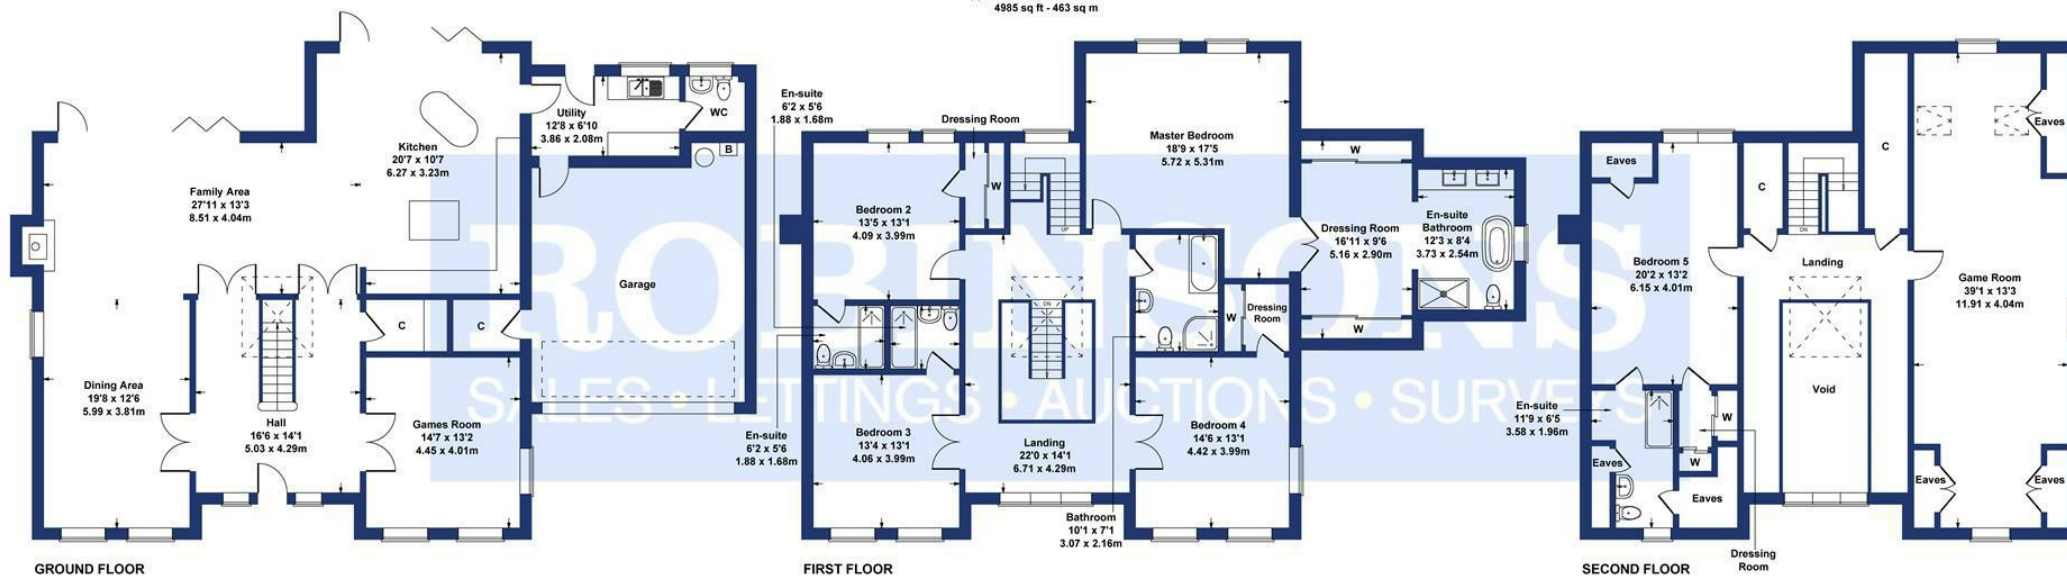 4985 sq ft - 463 sq m
Family Area
27'11 x 13'3
8.51 x 4.04m
Kitchen
20'7 x 10'7
6.27 x 3.23m
Utility
12'8 x 6'10
3.86 x 2.08m
WC
B
Garage
C
C
Dining Area
19'8 x 12'6
5.99 x 3.81m
Hall
16'6 x 14'1
5.03 x 4.29m
Games Room
14'7 x 13'2
4.45 x 4.01m
GROUND FLOOR
En-suite
6'2 x 5'6
1.88 x 1.68m
Dressing Room
W
UP
Master Bedroom
18'9 x 17'5
5.72 x 5.31m
Bedroom 2
13'5 x 13'1
4.09 x 3.99m
W
Dressing Room
16'11 x 9'6
5.16 x 2.90m
En-suite
Bathroom
12'3 x 8'4
3.73 x 2.54m
W
W
Dressing
Room
DN
En-suite
6'2 x 5'6
1.88 x 1.68m
Bedroom 3
13'4 x 13'1
4.06 x 3.99m
Landing
22'0 x 14'1
6.71 x 4.29m
Bathroom
10'1 x 7'1
3.07 x 2.16m
Bedroom 4
14'6 x 13'1
4.42 x 3.99m
FIRST FLOOR
Eaves
C
DN
C
Eaves
Bedroom 5
20'2 x 13'2
6.15 x 4.01m
Landing
Game Room
39'1 x 13'3
11.91 x 4.04m
Void
En-suite
11'9 x 6'5
3.58 x 1.96m
W
W
Eaves
Eaves
Eaves
Eaves
Dressing
Room
SECOND FLOOR
ROBINSONS
SALES • LETTINGS • AUCTIONS • SURVEYS